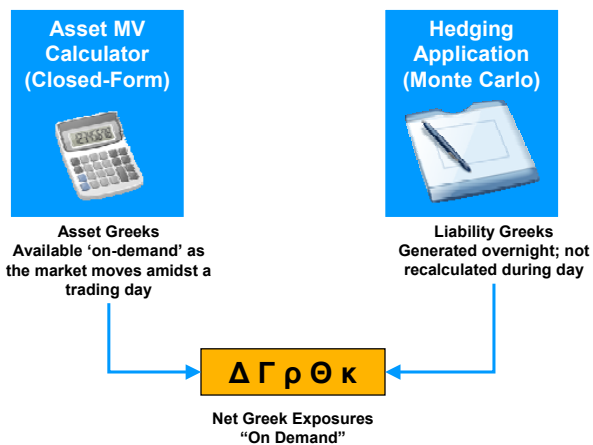 Asset MV
Calculator
(Closed-Form)
Hedging
Application
(Monte Carlo)
Asset Greeks
Available ‘on-demand’ as
the market moves amidst a
trading day
Liability Greeks
Generated overnight; not
recalculated during day
Δ Γ ρ Θ κ
Net Greek Exposures
“On Demand”